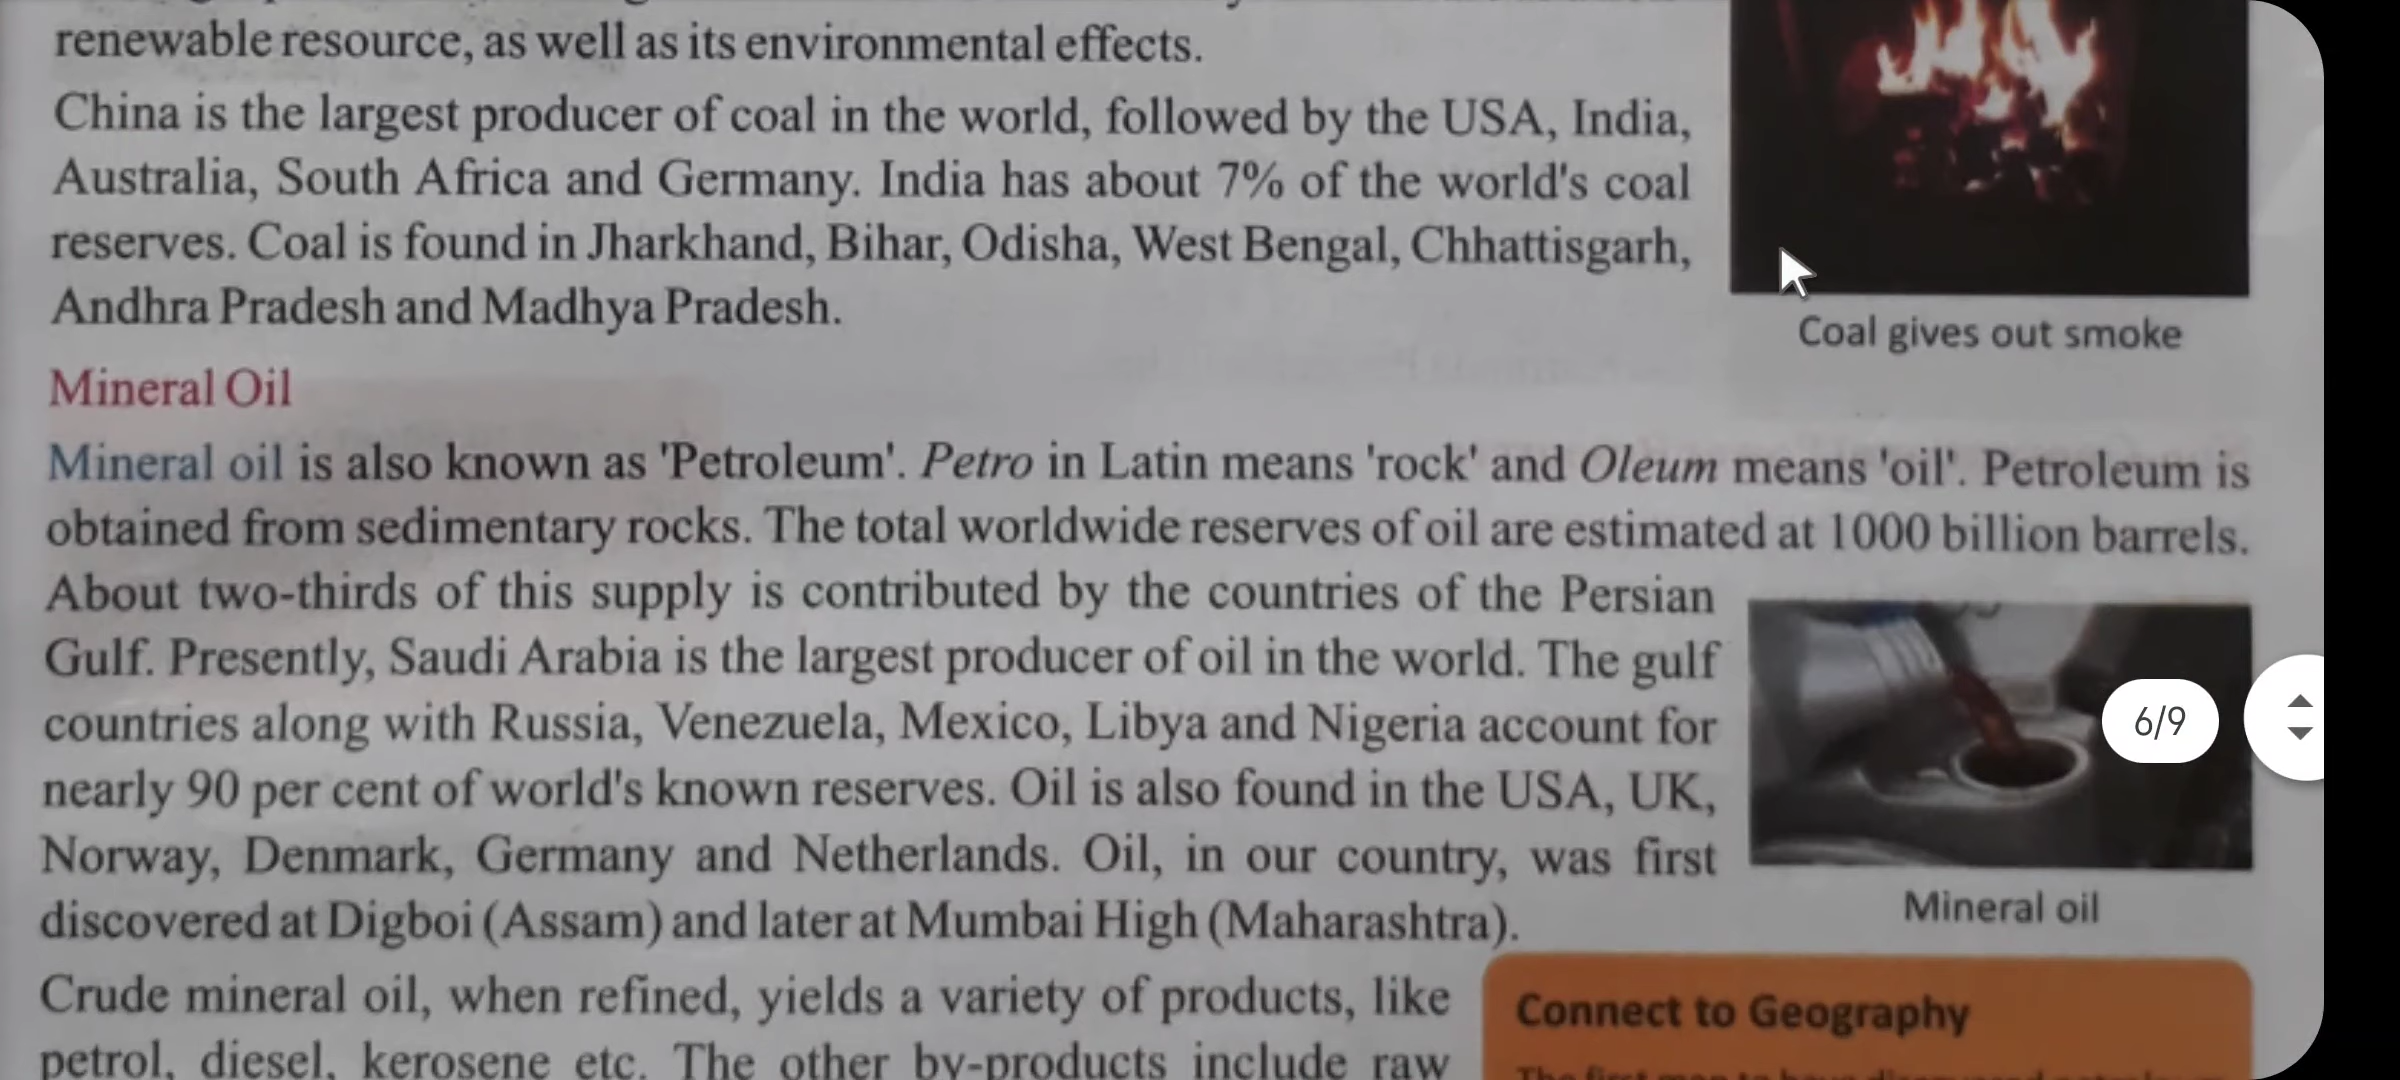 renewable resource, as well as its environmental effects.
China is the largest producer of coal in the world, followed by the USA, India,
Australia, South Africa and Germany. India has about 7% of the world's coal
reserves. Coal is found in Jharkhand, Bihar, Odisha, West Bengal, Chhattisgarh,
Andhra Pradesh and Madhya Pradesh.
Coal gives out smoke
Mineral Oil
Mineral oil is also known as 'Petroleum'. Petro in Latin means 'rock' and Oleum means 'oil'. Petroleum is
obtained from sedimentary rocks. The total worldwide reserves of oil are estimated at 1000 billion barrels.
About two-thirds of this supply is contributed by the countries of the Persian
Gulf. Presently, Saudi Arabia is the largest producer of oil in the world. The gulf
countries along with Russia, Venezuela, Mexico, Libya and Nigeria account for
nearly 90 per cent of world's known reserves. Oil is also found in the USA, UK,
Norway, Denmark, Germany and Netherlands. Oil, in our country, was first
discovered at Digboi (Assam) and later at Mumbai High (Maharashtra).
6/9
Mineral oil
Crude mineral oil, when refined, yields a variety of products, like
petrol, diesel, kerosene etc. The other by-products include raw
Connect to Geography